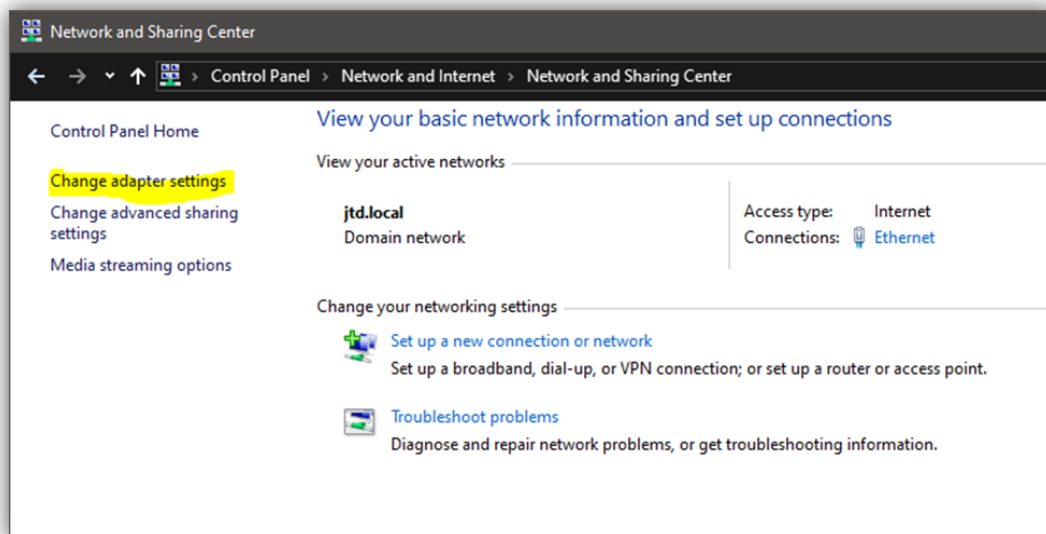 Network and Sharing Center
Control Panel > Network and Internet > Network and Sharing Center
Control Panel Home
Change adapter settings
Change advanced sharing
settings
Media streaming options
View your basic network information and set up connections
View your active networks
jtd.local
Domain network
Access type: Internet
Connections: Ethernet
Change your networking settings
Set up a new connection or network
Set up a broadband, dial-up, or VPN connection; or set up a router or access point.
Troubleshoot problems
Diagnose and repair network problems, or get troubleshooting information.